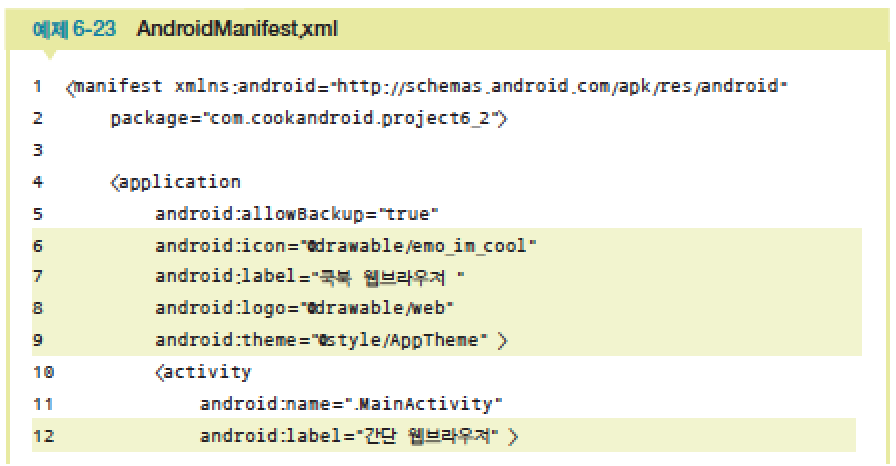 예제 6-23 AndroidManifest.xml
1 <manifest xmlns:android="http://schemas.android.com/apk/res/android"
2 package="com.cookandroid.project6_2">
3
4 <application
5 android:allowBackup="true"
6 android:icon="@drawable/emo_im_cool"
7 android:label="쿡북 웹브라우저 "
8 android:logo="@drawable/web"
9 android:theme="@style/AppTheme" >
10 <activity
11 android:name=".MainActivity"
12 android:label="간단 웹브라우저" >